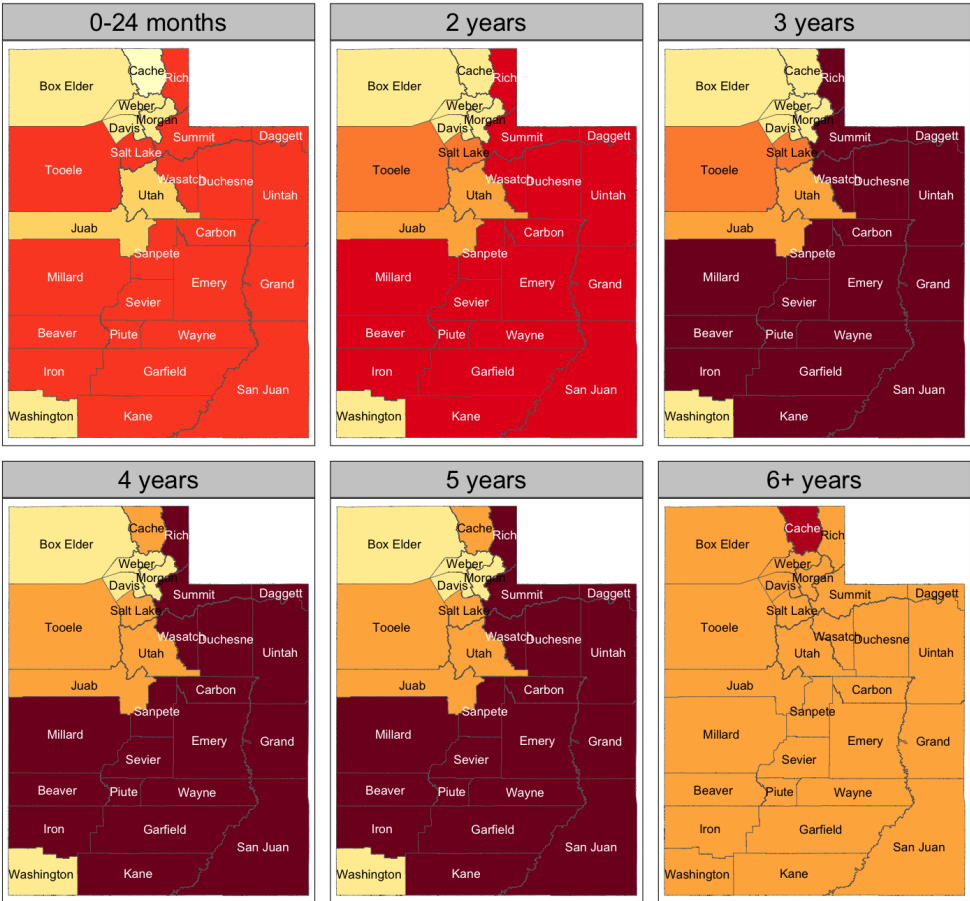 0-24 months
Cache
Rich
Box Elder
Weber
Morgan
Davis
Summit
Daggett
Salt Lake
Tooele
Wasatch
Duchesne
Utah
Uintah
Juab
Carbon
Sanpete
Millard
Emery
Grand
Sevier
Beaver
Piute
Wayne
Iron
Garfield
San Juan
Washington
Kane
2 years
Cache
Rich
Box Elder
Weber
Morgan
Davis
Summit
Daggett
Salt Lake
Tooele
Wasatch
Duchesne
Utah
Uintah
Juab
Carbon
Sanpete
Millard
Emery
Grand
Sevier
Beaver
Piute
Wayne
Iron
Garfield
San Juan
Washington
Kane
3 years
Cache
Rich
Box Elder
Weber
Morgan
Davis
Summit
Daggett
Salt Lake
Tooele
Wasatch
Duchesne
Utah
Uintah
Juab
Carbon
Sanpete
Millard
Emery
Grand
Sevier
Beaver
Piute
Wayne
Iron
Garfield
San Juan
Washington
Kane
4 years
Cache
Rich
Box Elder
Weber
Morgan
Davis
Summit
Daggett
Salt Lake
Tooele
Wasatch
Duchesne
Utah
Uintah
Juab
Carbon
Sanpete
Millard
Emery
Grand
Sevier
Beaver
Piute
Wayne
Iron
Garfield
San Juan
Washington
Kane
5 years
Cache
Rich
Box Elder
Weber
Morgan
Davis
Summit
Daggett
Salt Lake
Tooele
Wasatch
Duchesne
Utah
Uintah
Juab
Carbon
Sanpete
Millard
Emery
Grand
Sevier
Beaver
Piute
Wayne
Iron
Garfield
San Juan
Washington
Kane
6+ years
Cache
Rich
Box Elder
Weber
Morgan
Davis
Summit
Daggett
Salt Lake
Tooele
Wasatch
Duchesne
Utah
Uintah
Juab
Carbon
Sanpete
Millard
Emery
Grand
Sevier
Beaver
Piute
Wayne
Iron
Garfield
San Juan
Washington
Kane